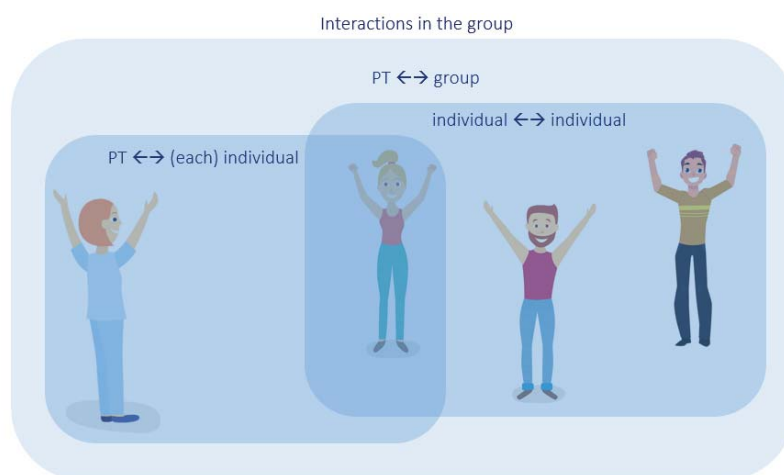 Interactions in the group
PT ←→ group
individual ←→ individual
PT ←→ (each) individual